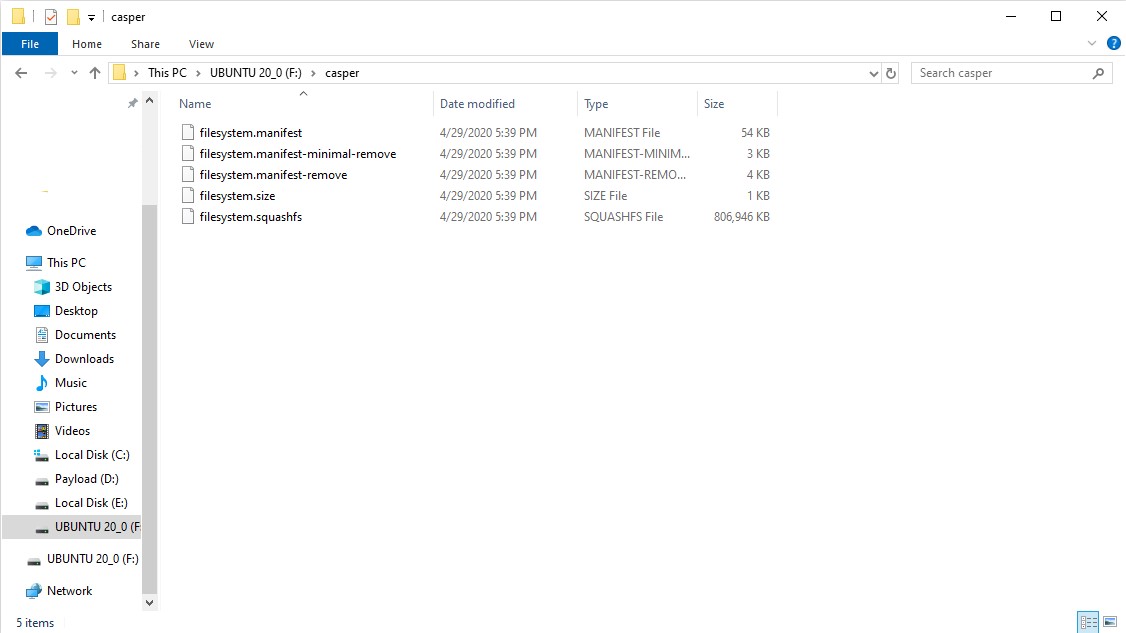 casper
File Home Share View
This PC UBUNTU 20_0 (F:) casper
Search casper
Name Date modified Type Size
filesystem.manifest 4/29/2020 5:39 PM MANIFEST File 54 KB
filesystem.manifest-minimal-remove 4/29/2020 5:39 PM MANIFEST-MINIM... 3 KB
filesystem.manifest-remove 4/29/2020 5:39 PM MANIFEST-REMO... 4 KB
filesystem.size 4/29/2020 5:39 PM SIZE File 1 KB
filesystem.squashfs 4/29/2020 5:39 PM SQUASHFS File 806,946 KB
OneDrive
This PC
3D Objects
Desktop
Documents
Downloads
Music
Pictures
Videos
Local Disk (C:)
Payload (D:)
Local Disk (E:)
UBUNTU 20_0 (F:
UBUNTU 20_0 (F:)
Network
5 items